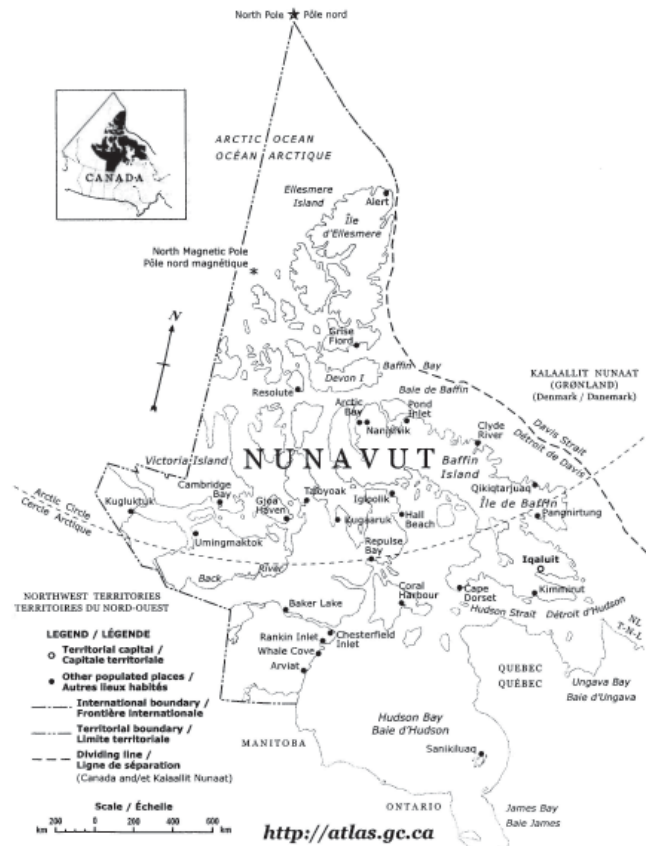 North Pole ★ Pôle nord
ARCTIC OCEAN
OCÉAN ARCTIQUE
CANADA
Ellesmere
Island
Alert
Île
d'Ellesmere
North Magnetic Pole
Pôle nord magnétique
*
N
Grise
Fiord
Baffin Bay
Devon I
Baie de Baffin
Resolute
KALAALLIT NUNAAT
(GRØNLAND)
(Denmark / Danemark)
Arctic
Bay
Pond
Inlet
Nanisivik
Clyde
River
Davis Strait
Détroit de Davis
Victoria Island
NUNAVUT
Baffin
Island
Cambridge
Bay
Gjoa
Haven
Taloyoak
Igloolik
Qikiqtarjuaq
Île de Baffin
Arctic Circle
Cercle Arctique
Kugluktuk
Kugaaruk
Hall
Beach
Pangnirtung
Umingmaktok
Repulse
Bay
Iqaluit
Back
River
NORTHWEST TERRITORIES
TERRITOIRES DU NORD-OUEST
Coral
Harbour
Cape
Dorset
Kimmirut
Baker Lake
Hudson Strait
Détroit d'Hudson
NL
T-N-L
LEGEND / LÉGENDE
Territorial capital /
Capitale territoriale
Other populated places /
Autres lieux habités
International boundary /
Frontière internationale
Territorial boundary /
Limite territoriale
Dividing line /
Ligne de séparation
(Canada and/et Kalaallit Nunaat)
Rankin Inlet
Chesterfield
Inlet
Whale Cove
Arviat
QUEBEC
QUÉBEC
Ungava Bay
Baie d'Ungava
Hudson Bay
Baie d'Hudson
MANITOBA
Sanikiluaq
Scale / Échelle
200 0 200 400 600
km km
ONTARIO
James Bay
Baie James
http://atlas.gc.ca